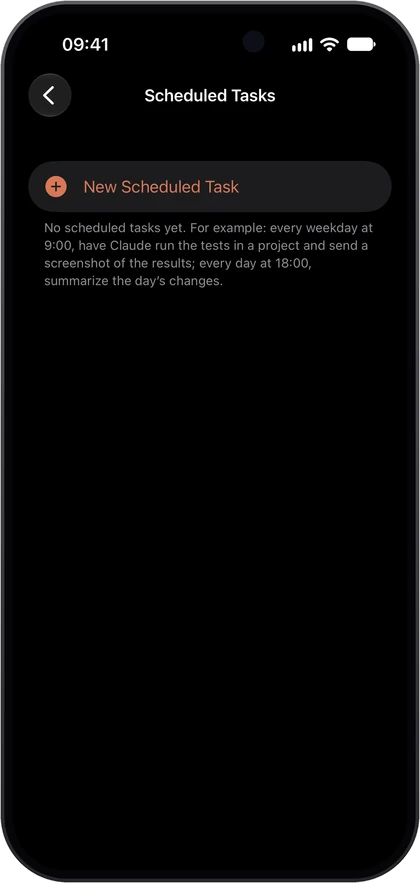 09:41
Scheduled Tasks
New Scheduled Task
No scheduled tasks yet. For example: every weekday at
9:00, have Claude run the tests in a project and send a
screenshot of the results; every day at 18:00,
summarize the day’s changes.